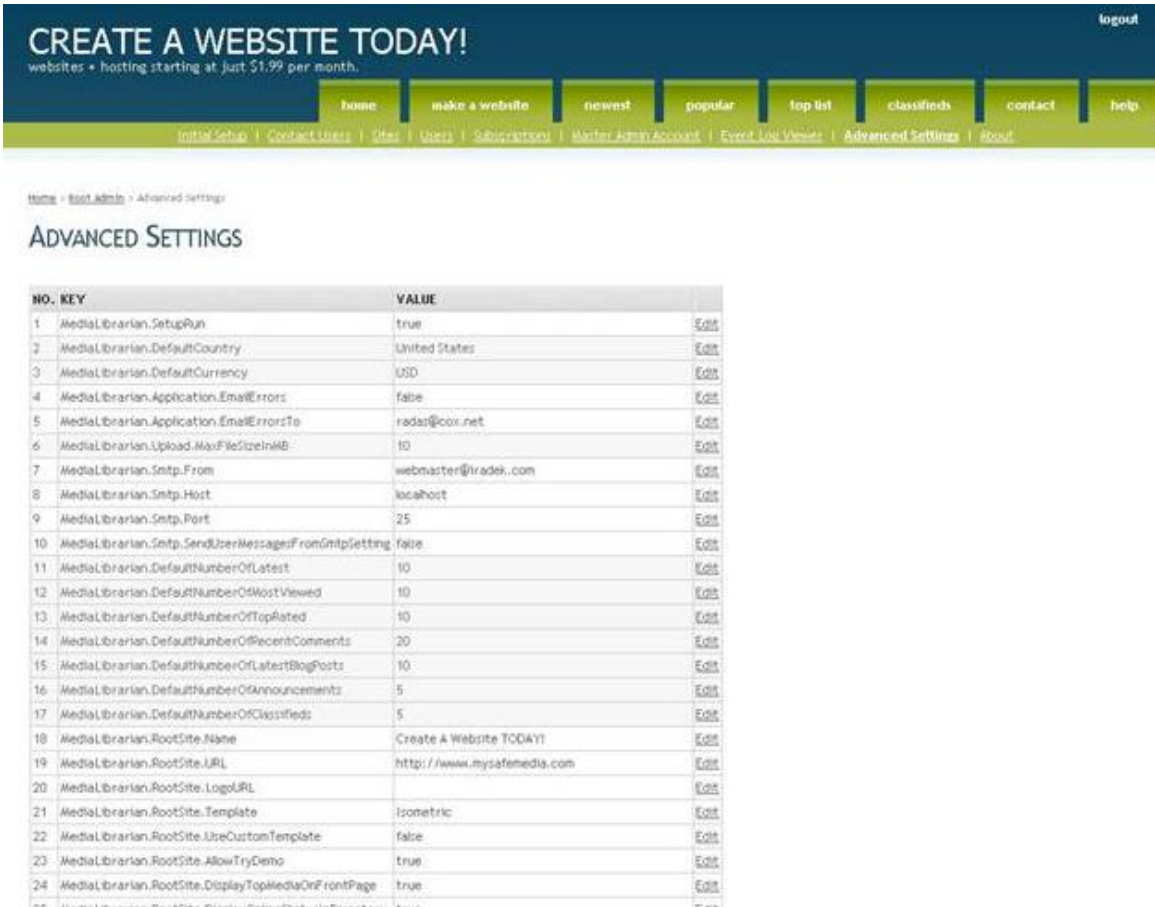 logout
CREATE A WEBSITE TODAY!
websites • hosting starting at just $1.99 per month.
home make a website newest popular top list classifieds contact help
Initial Setup | Contact Users | Sites | Users | Subscriptions | Master Admin Account | Event Log Viewer | Advanced Settings | About
Home > Root Admin > Advanced Settings
ADVANCED SETTINGS
NO. KEY VALUE
1 MediaLibrarian.SetupRun true Edit
2 MediaLibrarian.DefaultCountry United States Edit
3 MediaLibrarian.DefaultCurrency USD Edit
4 MediaLibrarian.Application.EmailErrors false Edit
5 MediaLibrarian.Application.EmailErrorsTo radas@cox.net Edit
6 MediaLibrarian.Upload.MaxFileSizeInMB 10 Edit
7 MediaLibrarian.Smtp.From webmaster@iradek.com Edit
8 MediaLibrarian.Smtp.Host localhost Edit
9 MediaLibrarian.Smtp.Port 25 Edit
10 MediaLibrarian.Smtp.SendUserMessagesFromSmtpSetting false Edit
11 MediaLibrarian.DefaultNumberOfLatest 10 Edit
12 MediaLibrarian.DefaultNumberOfMostViewed 10 Edit
13 MediaLibrarian.DefaultNumberOfTopRated 10 Edit
14 MediaLibrarian.DefaultNumberOfRecentComments 20 Edit
15 MediaLibrarian.DefaultNumberOfLatestBlogPosts 10 Edit
16 MediaLibrarian.DefaultNumberOfAnnouncements 5 Edit
17 MediaLibrarian.DefaultNumberOfClassifieds 5 Edit
18 MediaLibrarian.RootSite.Name Create A Website TODAY! Edit
19 MediaLibrarian.RootSite.URL http://www.mysafemedia.com Edit
20 MediaLibrarian.RootSite.LogoURL Edit
21 MediaLibrarian.RootSite.Template Isometric Edit
22 MediaLibrarian.RootSite.UseCustomTemplate false Edit
23 MediaLibrarian.RootSite.AllowTryDemo true Edit
24 MediaLibrarian.RootSite.DisplayTopMediaOnFrontPage true Edit